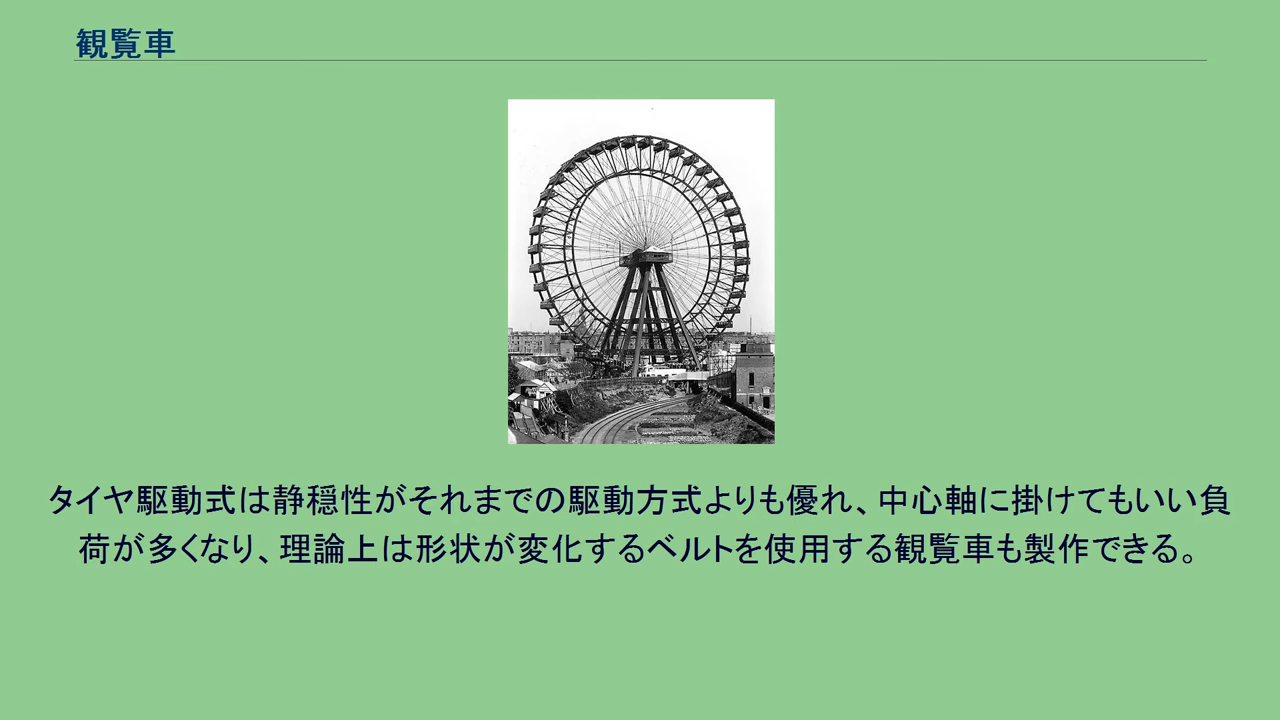 観覧車
タイヤ駆動式は静穏性がそれまでの駆動方式よりも優れ、中心軸に掛けてもいい負
荷が多くなり、理論上は形状が変化するベルトを使用する観覧車も製作できる。